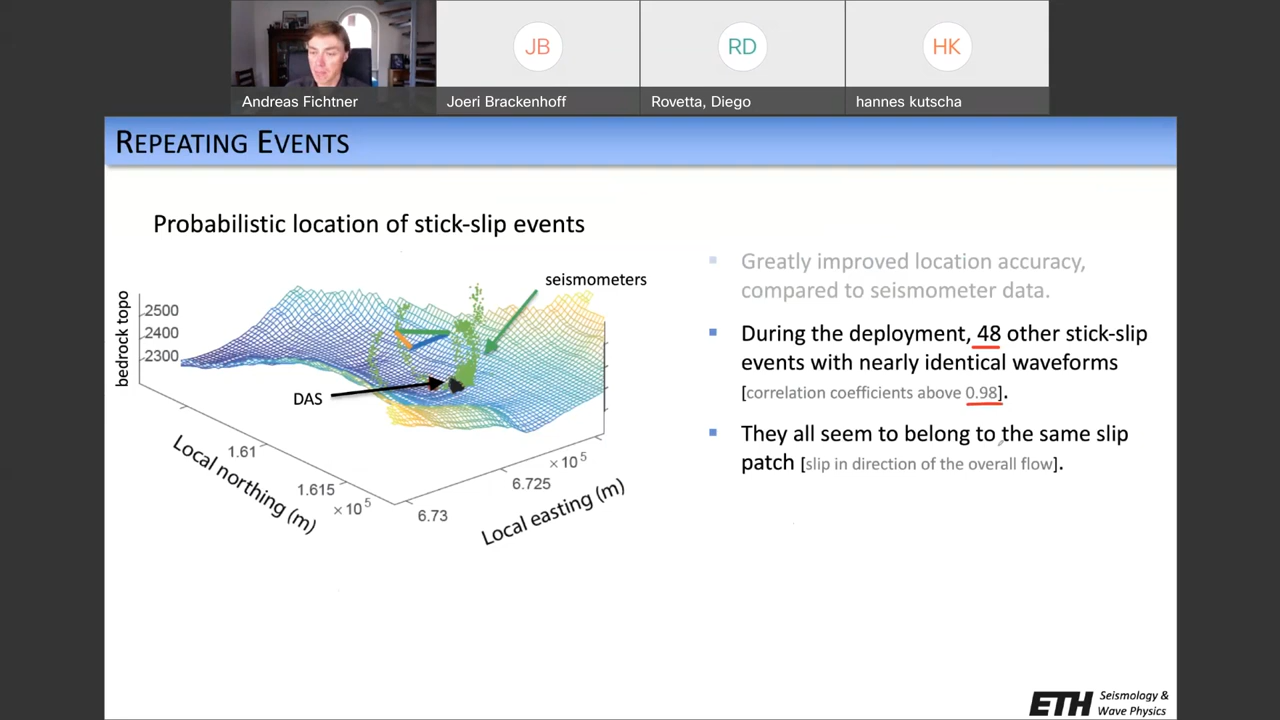 JB
RD
HK
Andreas Fichtner
Joeri Brackenhoff
Rovetta, Diego
hannes kutscha
REPEATING EVENTS
Probabilistic location of stick-slip events
seismometers
bedrock topo
2500
2400
2300
DAS
Local northing (m)
1.61
1.615
× 10⁵
Local easting (m)
× 10⁵
6.725
6.73
Greatly improved location accuracy,
compared to seismometer data.
During the deployment, 48 other stick-slip
events with nearly identical waveforms
[correlation coefficients above 0.98].
They all seem to belong to the same slip
patch [slip in direction of the overall flow].
ETH
Seismology &
Wave Physics